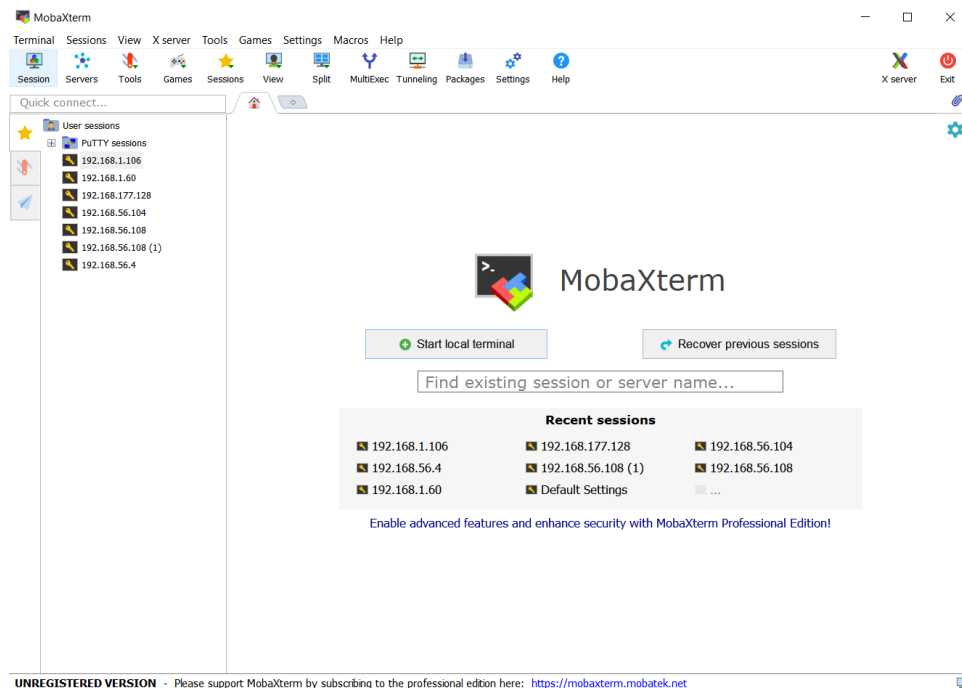 MobaXterm
Terminal Sessions View X server Tools Games Settings Macros Help
Session Servers Tools Games Sessions View Split MultiExec Tunneling Packages Settings Help X server Exit
Quick connect...
User sessions
PuTTY sessions
192.168.1.106
192.168.1.60
192.168.177.128
192.168.56.104
192.168.56.108
192.168.56.108 (1)
192.168.56.4
>_
MobaXterm
Start local terminal Recover previous sessions
Find existing session or server name...
Recent sessions
192.168.1.106 192.168.177.128 192.168.56.104
192.168.56.4 192.168.56.108 (1) 192.168.56.108
192.168.1.60 Default Settings ...
Enable advanced features and enhance security with MobaXterm Professional Edition!
UNREGISTERED VERSION - Please support MobaXterm by subscribing to the professional edition here: https://mobaxterm.mobatek.net